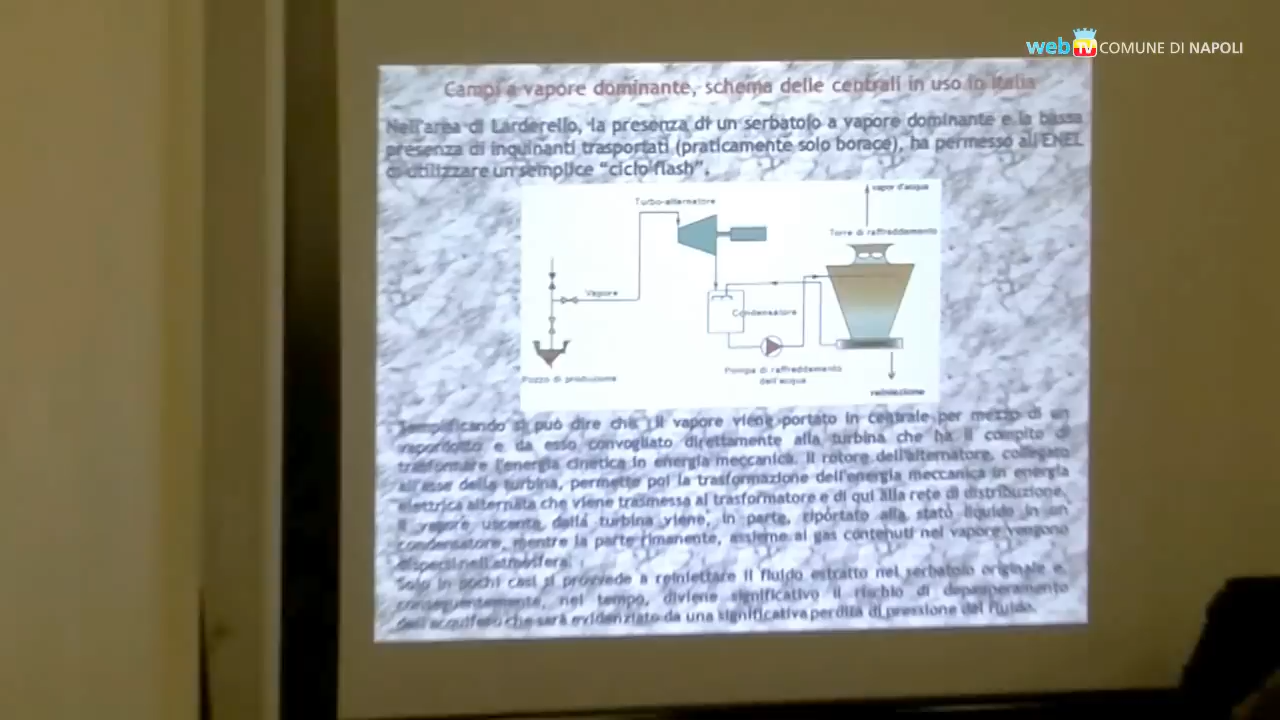 web tv COMUNE DI NAPOLI
Campi a vapore dominante, schema delle centrali in uso in Italia
Nell'area di Larderello, la presenza di un serbatoio a vapore dominante e la bassa
presenza di inquinanti trasportati (praticamente solo borace), ha permesso all'ENEL
di utilizzare un semplice "ciclo flash".
vapor d'acqua
Turbo-alternatore
Torre di raffreddamento
Vapore
Condensatore
Pompa di raffreddamento
dell'acqua
Pozzo di produzione
reiniezione
Semplificando si può dire che il vapore viene portato in centrale per mezzo di un
vapordotto e da esso convogliato direttamente alla turbina che ha il compito di
trasformare l'energia cinetica in energia meccanica. Il rotore dell'alternatore, collegato
all'asse della turbina, permette poi la trasformazione dell'energia meccanica in energia
elettrica alternata che viene trasmessa al trasformatore e di qui alla rete di distribuzione.
Il vapore uscente dalla turbina viene, in parte, riportato allo stato liquido in un
condensatore, mentre la parte rimanente, assieme ai gas contenuti nel vapore vengono
dispersi nell'atmosfera.
Solo in pochi casi si provvede a reiniettare il fluido estratto nel serbatoio originale e,
conseguentemente, nel tempo, diviene significativo il rischio di depauperamento
dell'acquifero che sarà evidenziato da una significativa perdita di pressione del fluido.